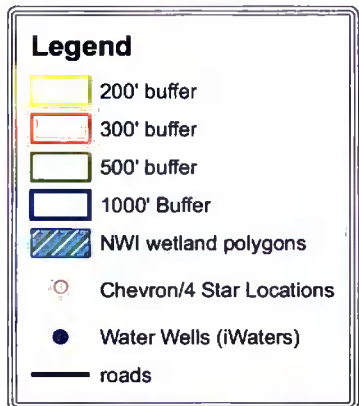 Legend
200' buffer
300' buffer
500' buffer
1000' Buffer
NWI wetland polygons
Chevron/4 Star Locations
Water Wells (iWaters)
roads